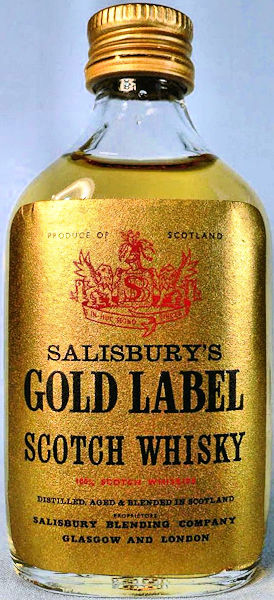 PRODUCE OF SCOTLAND
S
SALISBURY'S
GOLD LABEL
SCOTCH WHISKY
100% SCOTCH WHISKIES
DISTILLED, AGED & BLENDED IN SCOTLAND
PROPRIETORS
SALISBURY BLENDING COMPANY
GLASGOW AND LONDON